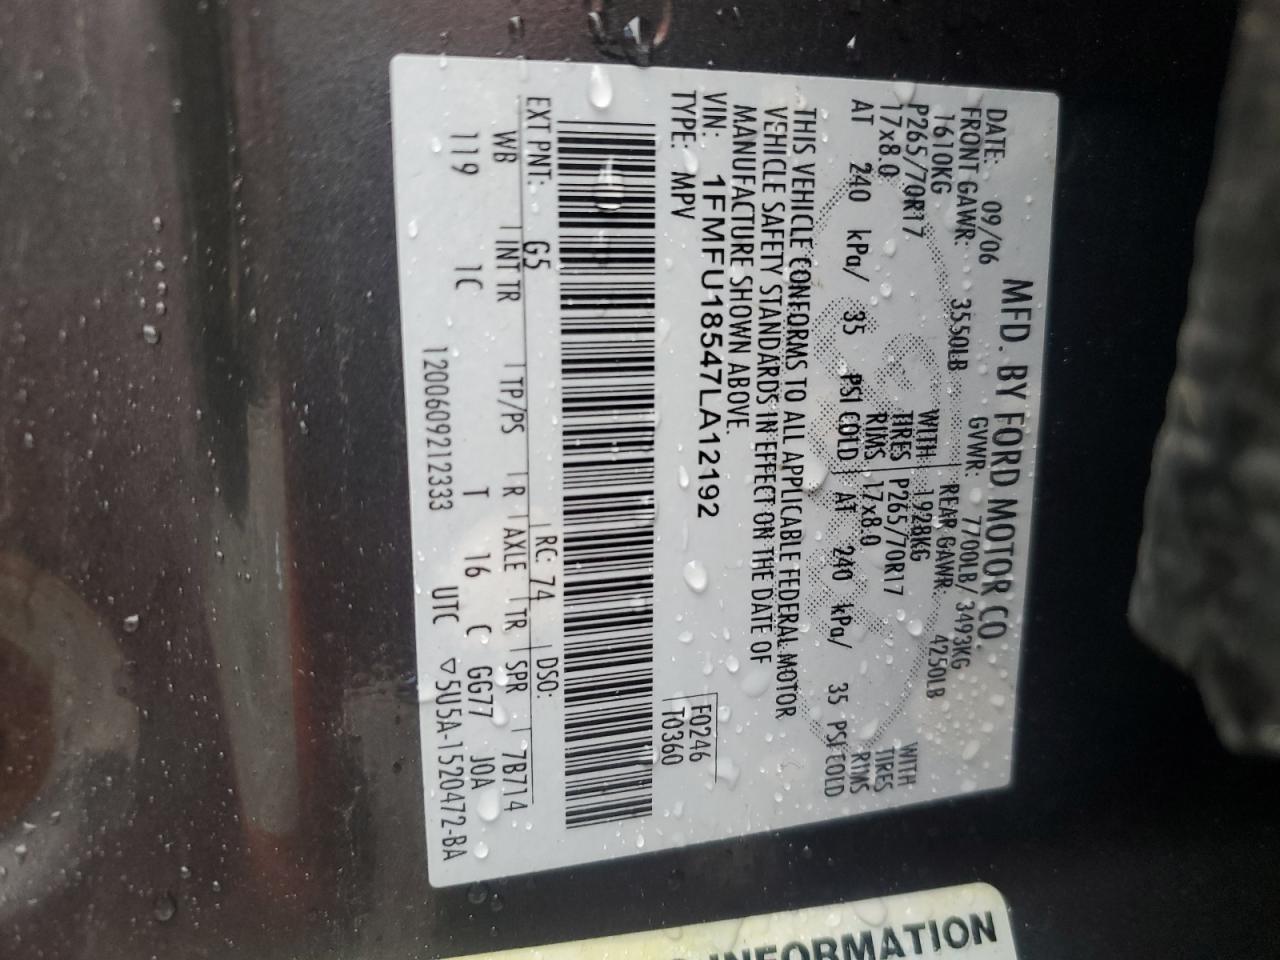 MFD. BY FORD MOTOR CO.
DATE: 09/06 GVWR: 7700LB/ 3493KG
FRONT GAWR: 3550LB REAR GAWR: 4250LB
1610KG WITH 1928KG WITH
P265/70R17 TIRES P265/70R17 TIRES
17x8.0 RIMS 17x8.0 RIMS
AT 240 kPa/ 35 PSI COLD AT 240 kPa/ 35 PSI COLD
THIS VEHICLE CONFORMS TO ALL APPLICABLE FEDERAL MOTOR
VEHICLE SAFETY STANDARDS IN EFFECT ON THE DATE OF
MANUFACTURE SHOWN ABOVE.
VIN: 1FMFU18547LA12192 F0246
TYPE: MPV T0360
EXT PNT: G5 RC: 74 DSO:
WB INT TR TP/PS R AXLE TR SPR 7B714
119 1C T 16 C GG77 J0A
1200609212333 UTC ▽5U5A-1520472-BA
INFORMATION